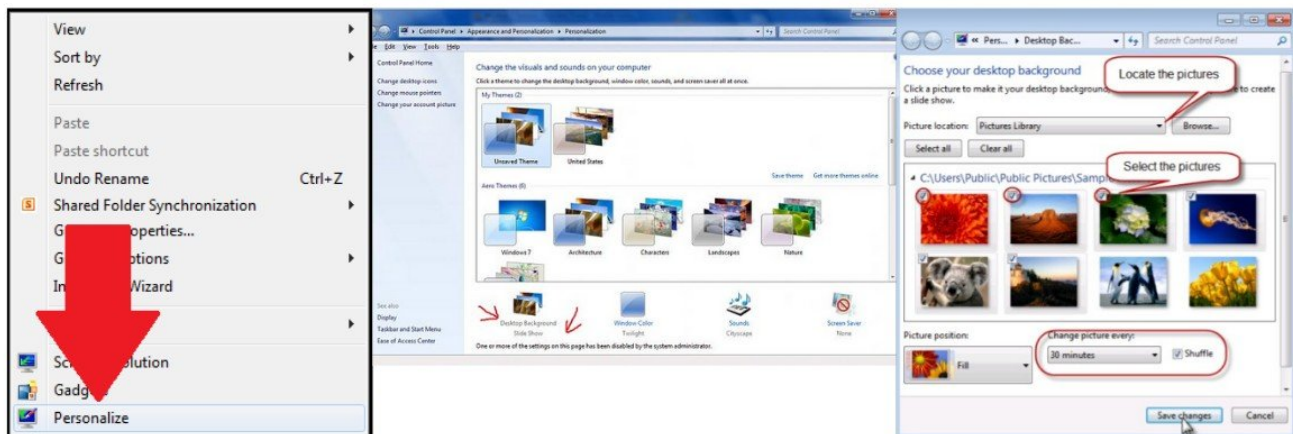 View
Sort by
Refresh
Paste
Paste shortcut
Undo Rename Ctrl+Z
Shared Folder Synchronization
Wizard
Personalize
Control Panel ▸ Appearance and Personalization ▸ Personalization
Search Control Panel
Edit View Tools Help
Control Panel Home
Change desktop icons
Change mouse pointers
Change your account picture
See also
Display
Taskbar and Start Menu
Ease of Access Center
Change the visuals and sounds on your computer
Click a theme to change the desktop background, window color, sounds, and screen saver all at once.
My Themes (2)
Unsaved Theme United States
Save theme Get more themes online
Aero Themes (6)
Windows 7 Architecture Characters Landscapes Nature
Desktop Background Window Color Sounds Screen Saver
Slide Show Twilight Cityscape None
One or more of the settings on this page has been disabled by the system administrator.
« Pers... ▸ Desktop Bac...
Search Control Panel
Choose your desktop background
Locate the pictures
Click a picture to make it your desktop background, to create
a slide show.
Picture location: Pictures Library Browse...
Select all Clear all
Select the pictures
C:\Users\Public\Public Pictures\Samp
Picture position: Change picture every:
Fill 30 minutes Shuffle
Save changes Cancel